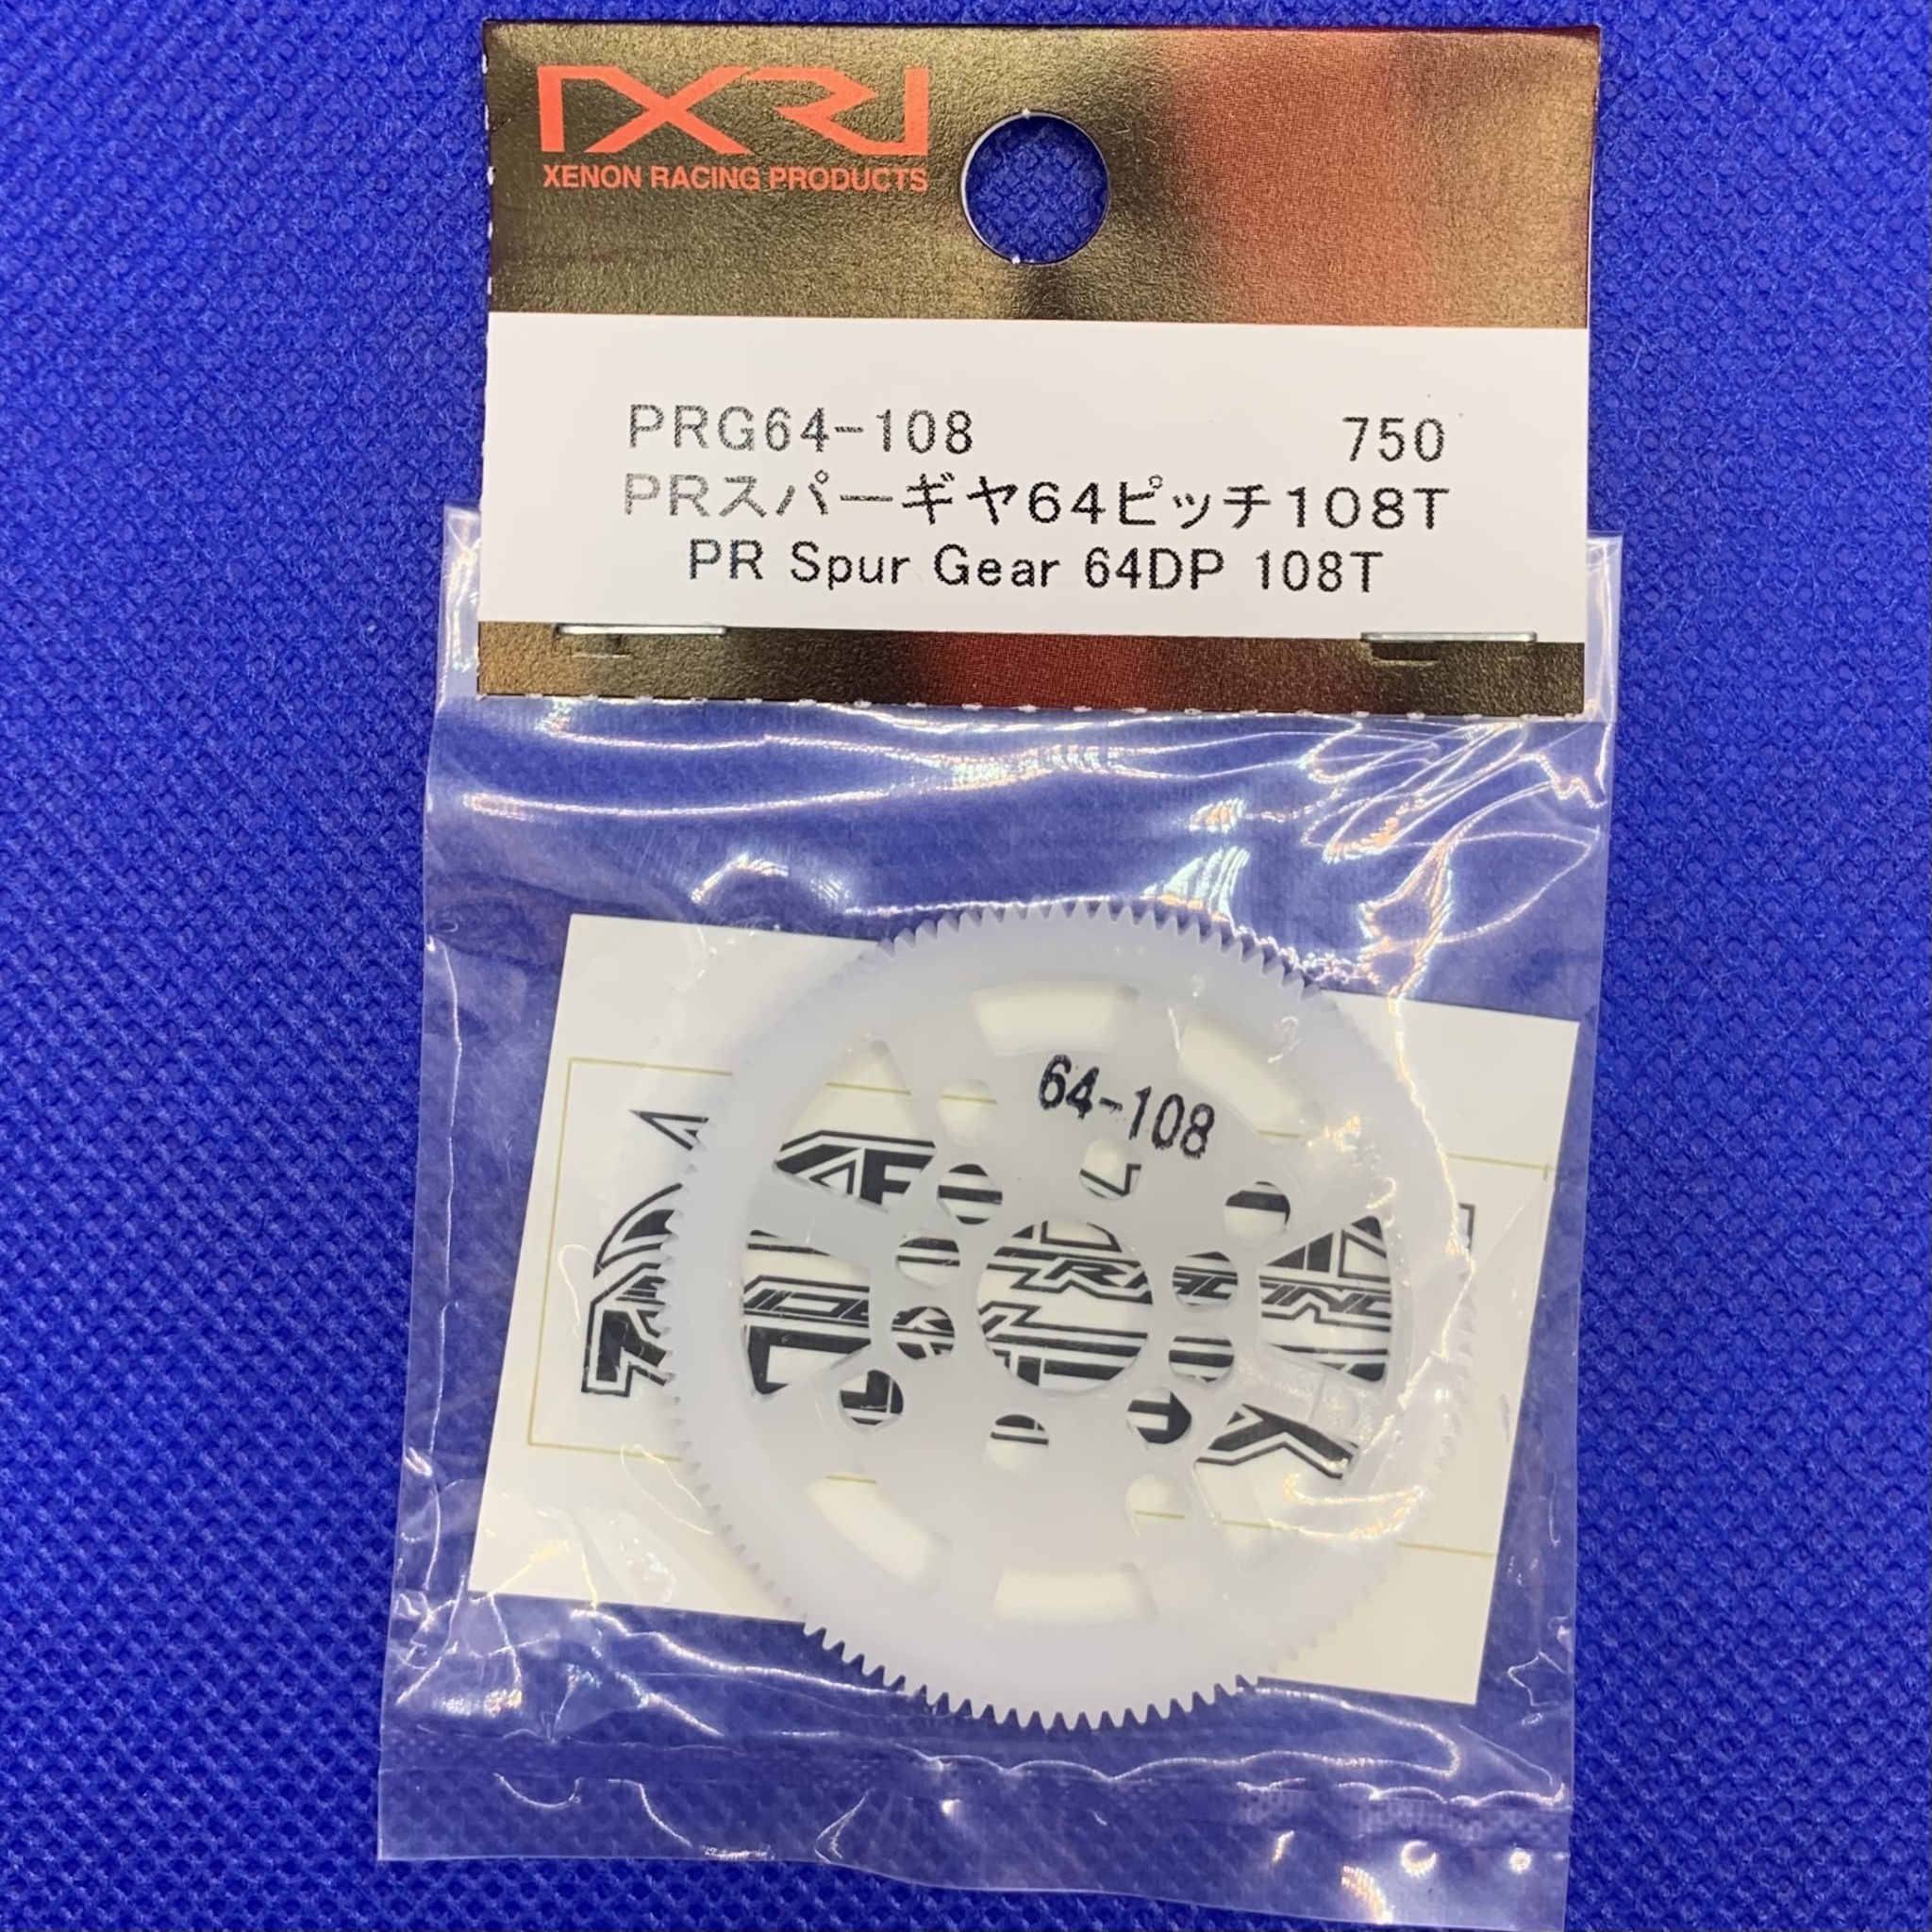 XENON RACING PRODUCTS
PRG64-108 750
PRスパーギヤ64ピッチ108T
PR Spur Gear 64DP 108T
64-108
RACING